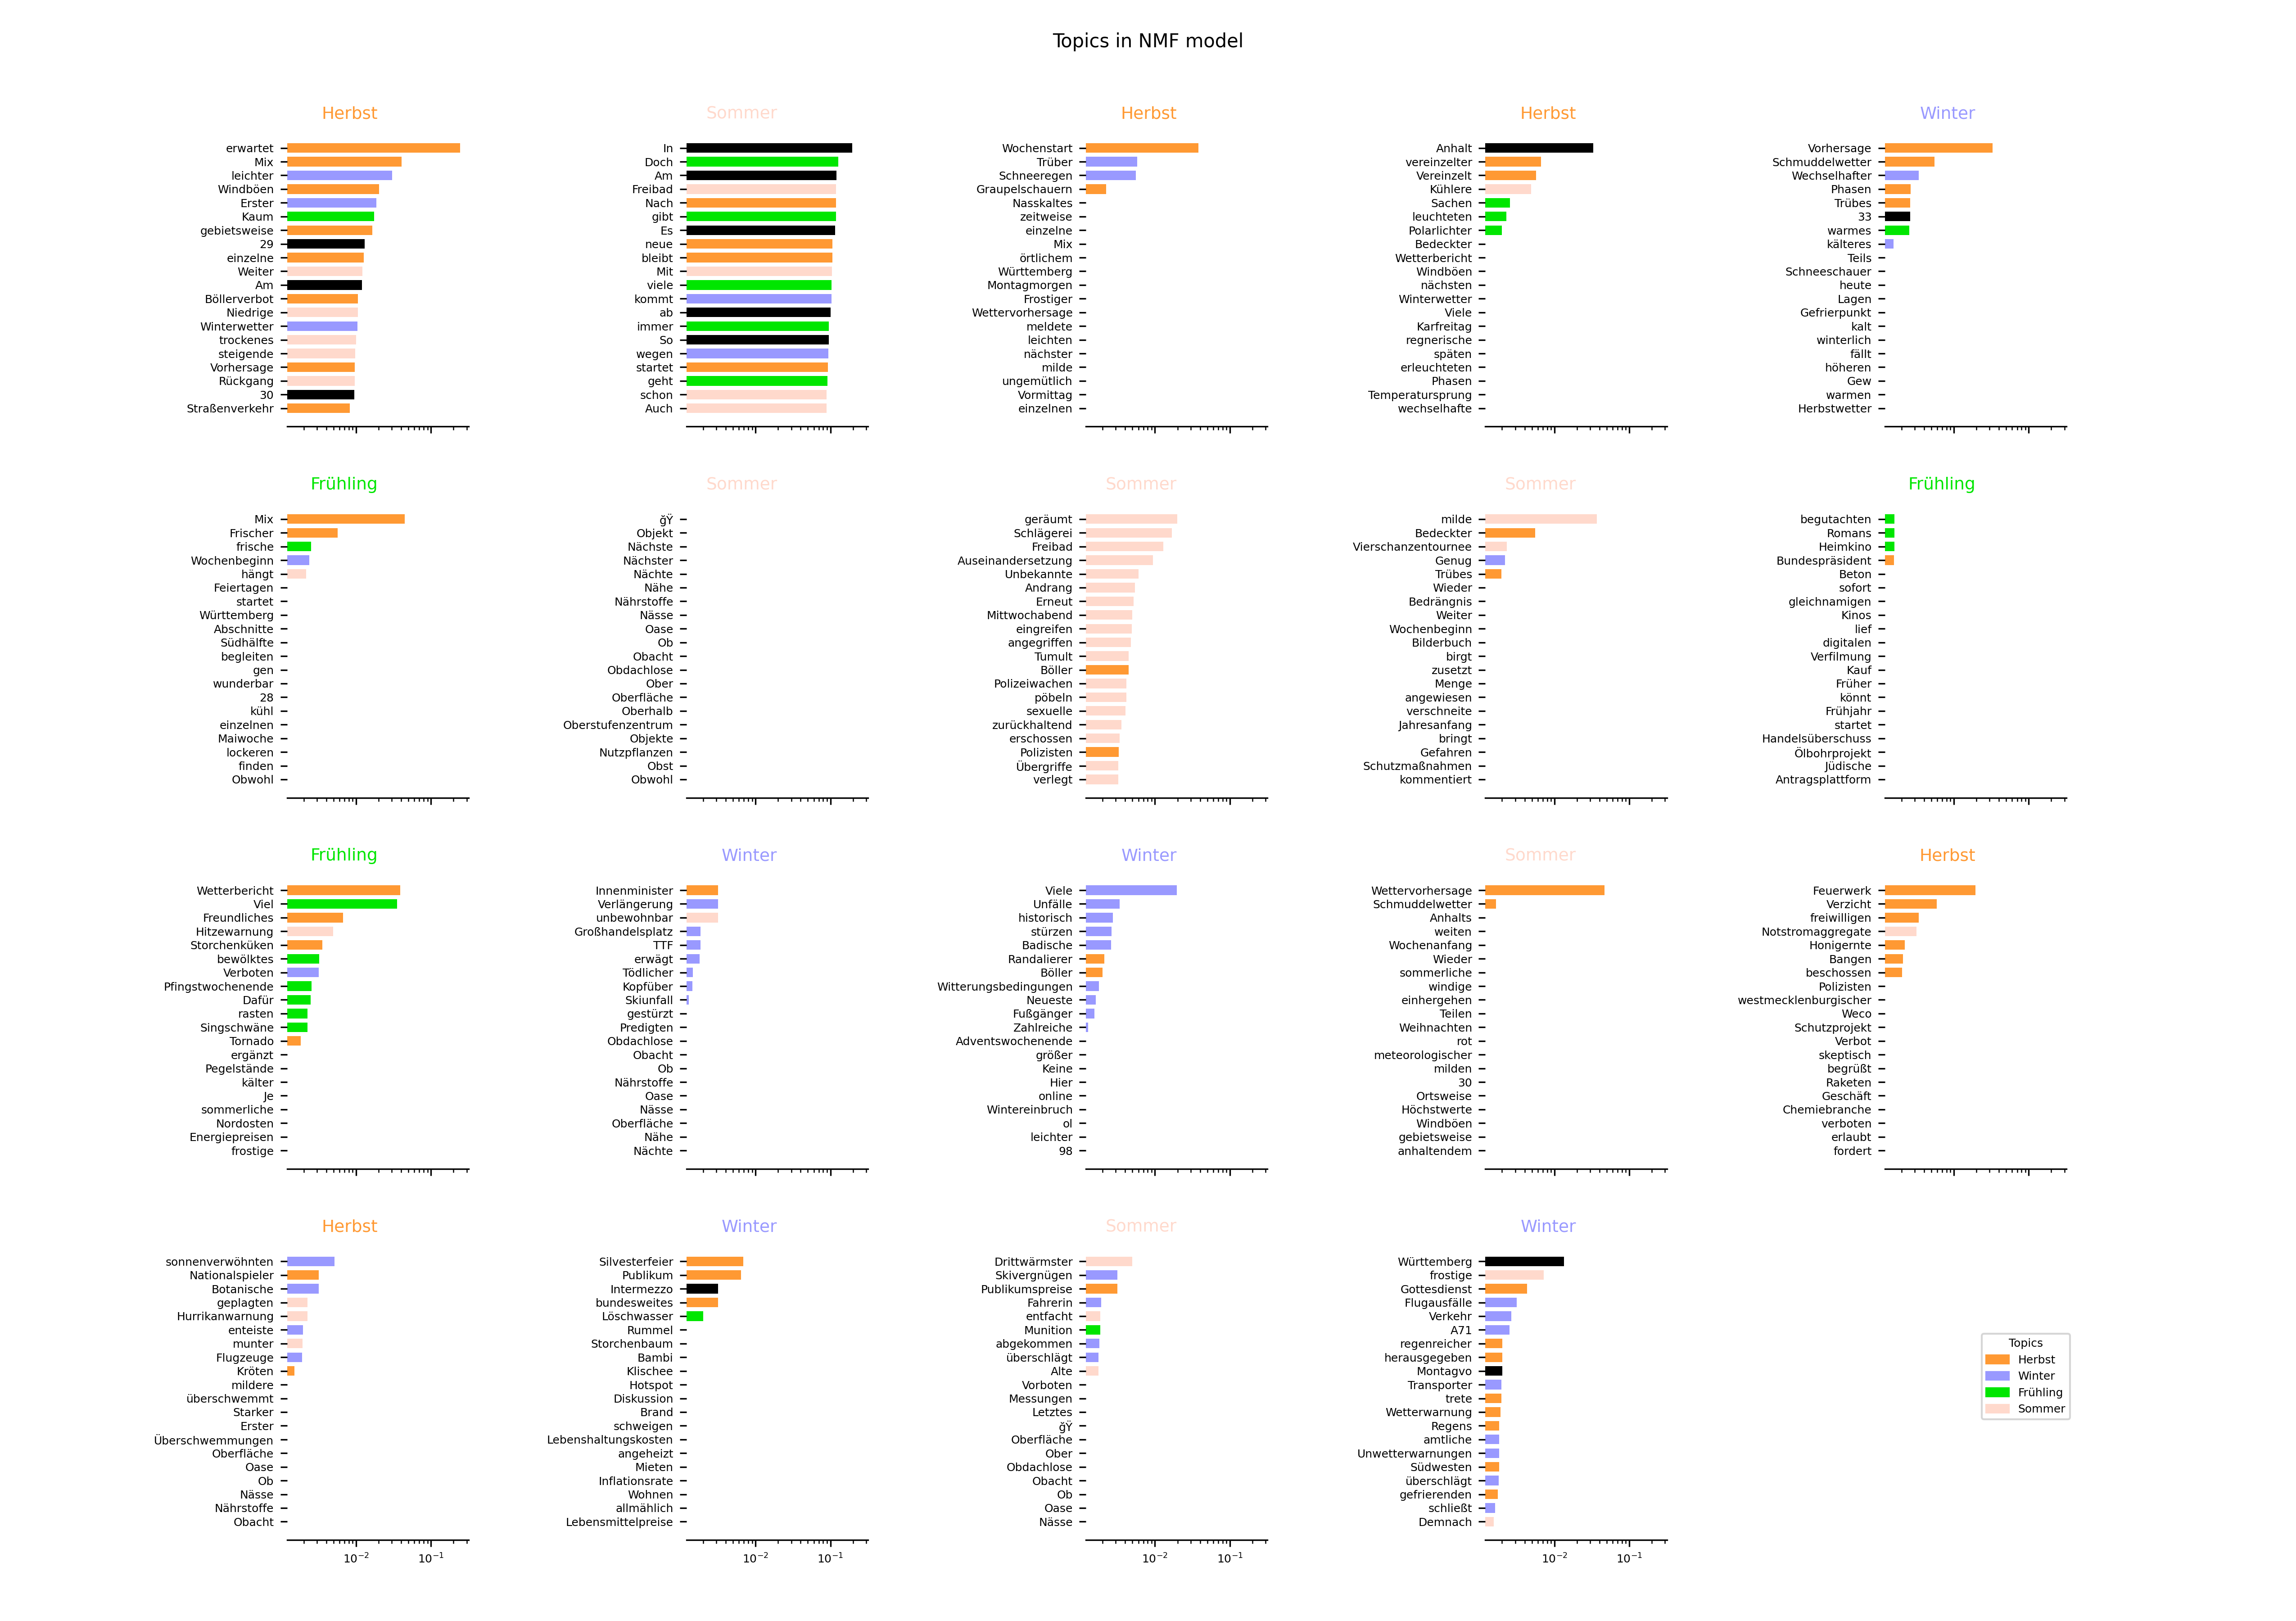 Topics in NMF model
Herbst
erwartet
Mix
leichter
Windböen
Erster
Kaum
gebietsweise
29
einzelne
Weiter
Am
Böllerverbot
Niedrige
Winterwetter
trockenes
steigende
Vorhersage
Rückgang
30
Straßenverkehr
Sommer
In
Doch
Am
Freibad
Nach
gibt
Es
neue
bleibt
Mit
viele
kommt
ab
immer
So
wegen
startet
geht
schon
Auch
Herbst
Wochenstart
Trüber
Schneeregen
Graupelschauern
Nasskaltes
zeitweise
einzelne
Mix
örtlichem
Württemberg
Montagmorgen
Frostiger
Wettervorhersage
meldete
leichten
nächster
milde
ungemütlich
Vormittag
einzelnen
Herbst
Anhalt
vereinzelter
Vereinzelt
Kühlere
Sachen
leuchteten
Polarlichter
Bedeckter
Wetterbericht
Windböen
nächsten
Winterwetter
Viele
Karfreitag
regnerische
späten
erleuchteten
Phasen
Temperatursprung
wechselhafte
Winter
Vorhersage
Schmuddelwetter
Wechselhafter
Phasen
Trübes
33
warmes
kälteres
Teils
Schneeschauer
heute
Lagen
Gefrierpunkt
kalt
winterlich
fällt
höheren
Gew
warmen
Herbstwetter
Frühling
Mix
Frischer
frische
Wochenbeginn
hängt
Feiertagen
startet
Württemberg
Abschnitte
Südhälfte
begleiten
gen
wunderbar
28
kühl
einzelnen
Maiwoche
lockeren
finden
Obwohl
Sommer
ğŸ
Objekt
Nächste
Nächster
Nächte
Nähe
Nährstoffe
Nässe
Oase
Ob
Obacht
Obdachlose
Ober
Oberfläche
Oberhalb
Oberstufenzentrum
Objekte
Nutzpflanzen
Obst
Obwohl
Sommer
geräumt
Schlägerei
Freibad
Auseinandersetzung
Unbekannte
Andrang
Erneut
Mittwochabend
eingreifen
angegriffen
Tumult
Böller
Polizeiwachen
pöbeln
sexuelle
zurückhaltend
erschossen
Polizisten
Übergriffe
verlegt
Sommer
milde
Bedeckter
Vierschanzentournee
Genug
Trübes
Wieder
Bedrängnis
Weiter
Wochenbeginn
Bilderbuch
birgt
zusetzt
Menge
angewiesen
verschneite
Jahresanfang
bringt
Gefahren
Schutzmaßnahmen
kommentiert
Frühling
begutachten
Romans
Heimkino
Bundespräsident
Beton
sofort
gleichnamigen
Kinos
lief
digitalen
Verfilmung
Kauf
Früher
könnt
Frühjahr
startet
Handelsüberschuss
Ölbohrprojekt
Jüdische
Antragsplattform
Frühling
Wetterbericht
Viel
Freundliches
Hitzewarnung
Storchenküken
bewölktes
Verboten
Pfingstwochenende
Dafür
rasten
Singschwäne
Tornado
ergänzt
Pegelstände
kälter
Je
sommerliche
Nordosten
Energiepreisen
frostige
Winter
Innenminister
Verlängerung
unbewohnbar
Großhandelsplatz
TTF
erwägt
Tödlicher
Kopfüber
Skiunfall
gestürzt
Predigten
Obdachlose
Obacht
Ob
Nährstoffe
Oase
Nässe
Oberfläche
Nähe
Nächte
Winter
Viele
Unfälle
historisch
stürzen
Badische
Randalierer
Böller
Witterungsbedingungen
Neueste
Fußgänger
Zahlreiche
Adventswochenende
größer
Keine
Hier
online
Wintereinbruch
ol
leichter
98
Sommer
Wettervorhersage
Schmuddelwetter
Anhalts
weiten
Wochenanfang
Wieder
sommerliche
windige
einhergehen
Teilen
Weihnachten
rot
meteorologischer
milden
30
Ortsweise
Höchstwerte
Windböen
gebietsweise
anhaltendem
Herbst
Feuerwerk
Verzicht
freiwilligen
Notstromaggregate
Honigernte
Bangen
beschossen
Polizisten
westmecklenburgischer
Weco
Schutzprojekt
Verbot
skeptisch
begrüßt
Raketen
Geschäft
Chemiebranche
verboten
erlaubt
fordert
Herbst
sonnenverwöhnten
Nationalspieler
Botanische
geplagten
Hurrikanwarnung
enteiste
munter
Flugzeuge
Kröten
mildere
überschwemmt
Starker
Erster
Überschwemmungen
Oberfläche
Oase
Ob
Nässe
Nährstoffe
Obacht
10⁻² 10⁻¹
Winter
Silvesterfeier
Publikum
Intermezzo
bundesweites
Löschwasser
Rummel
Storchenbaum
Bambi
Klischee
Hotspot
Diskussion
Brand
schweigen
Lebenshaltungskosten
angeheizt
Mieten
Inflationsrate
Wohnen
allmählich
Lebensmittelpreise
10⁻² 10⁻¹
Sommer
Drittwärmster
Skivergnügen
Publikumspreise
Fahrerin
entfacht
Munition
abgekommen
überschlägt
Alte
Vorboten
Messungen
Letztes
ğŸ
Oberfläche
Ober
Obdachlose
Obacht
Ob
Oase
Nässe
10⁻² 10⁻¹
Winter
Württemberg
frostige
Gottesdienst
Flugausfälle
Verkehr
A71
regenreicher
herausgegeben
Montagvo
Transporter
trete
Wetterwarnung
Regens
amtliche
Unwetterwarnungen
Südwesten
überschlägt
gefrierenden
schließt
Demnach
10⁻² 10⁻¹
Topics
Herbst
Winter
Frühling
Sommer